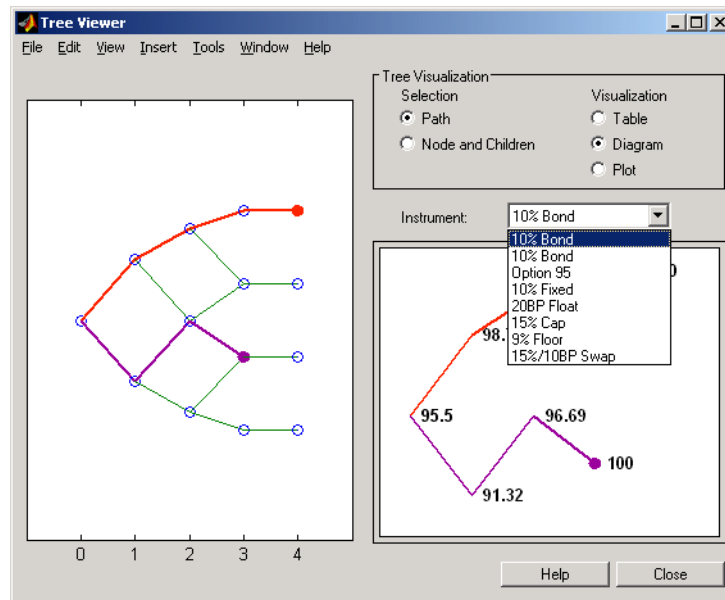 Tree Viewer
File Edit View Insert Tools Window Help
Tree Visualization
Selection Visualization
Path Table
Node and Children Diagram
Plot
Instrument: 10% Bond
10% Bond
10% Bond
Option 95
10% Fixed
20BP Float
15% Cap
9% Floor
15%/10BP Swap
98.
95.5 96.69
100
91.32
0 1 2 3 4
Help Close